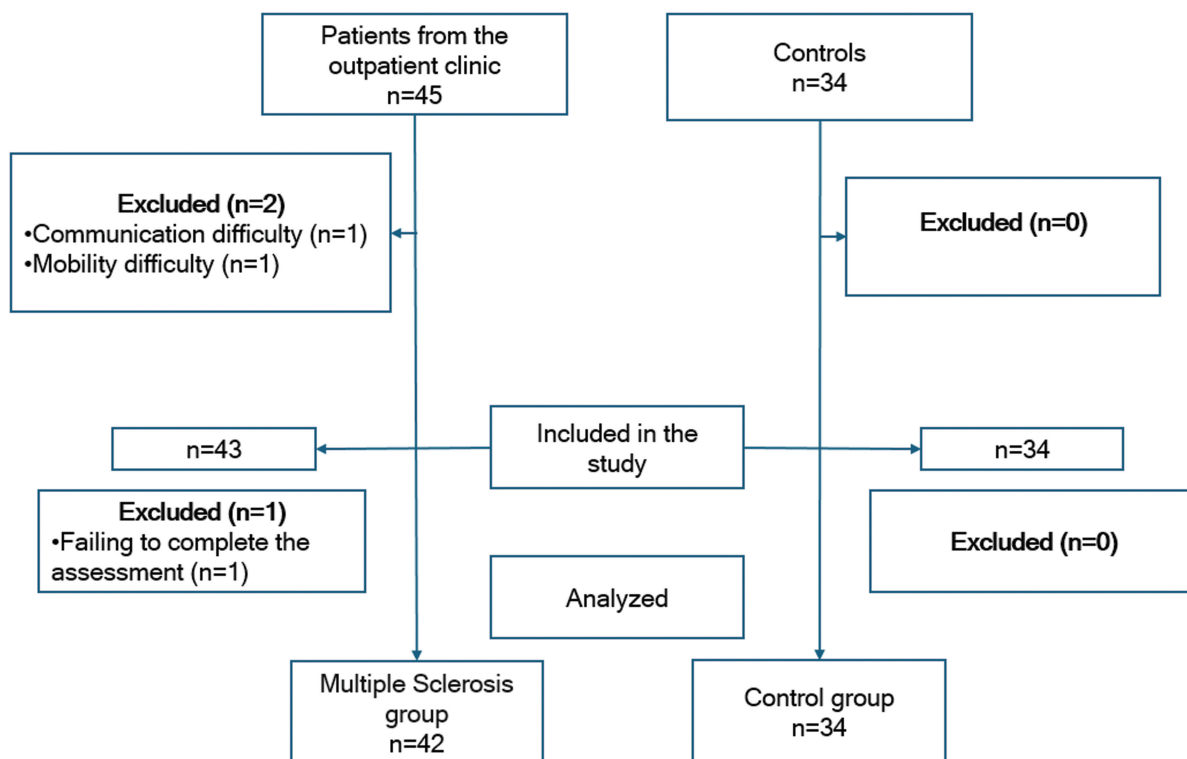 Patients from the
outpatient clinic
n=45
Controls
n=34
Excluded (n=2)
•Communication difficulty (n=1)
•Mobility difficulty (n=1)
Excluded (n=0)
n=43
Included in the
study
n=34
Excluded (n=1)
•Failing to complete the
assessment (n=1)
Excluded (n=0)
Analyzed
Multiple Sclerosis
group
n=42
Control group
n=34